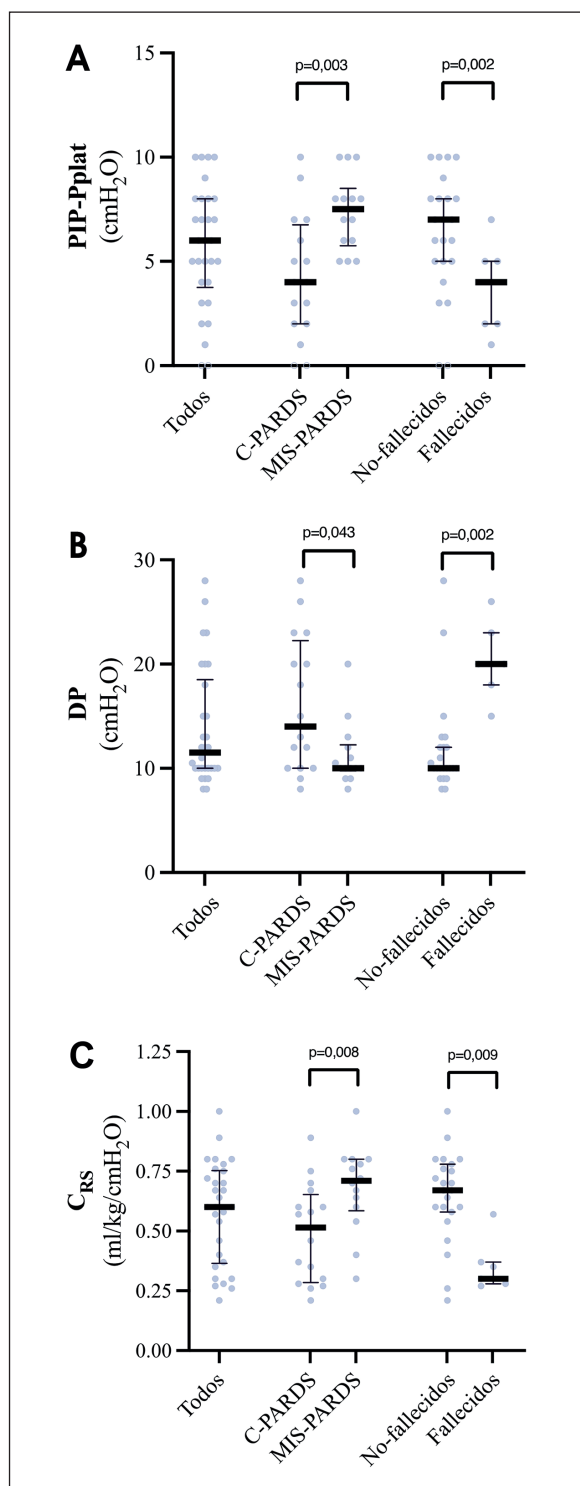 A
PIP-Pplat
(cmH2O)
15
10
5
0
p=0,003
p=0,002
Todos
C-PARDS
MIS-PARDS
No-fallecidos
Fallecidos
B
DP
(cmH2O)
30
20
10
0
p=0,043
p=0,002
Todos
C-PARDS
MIS-PARDS
No-fallecidos
Fallecidos
C
CRS
(ml/kg/cmH2O)
1.25
1.00
0.75
0.50
0.25
0.00
p=0,008
p=0,009
Todos
C-PARDS
MIS-PARDS
No-fallecidos
Fallecidos